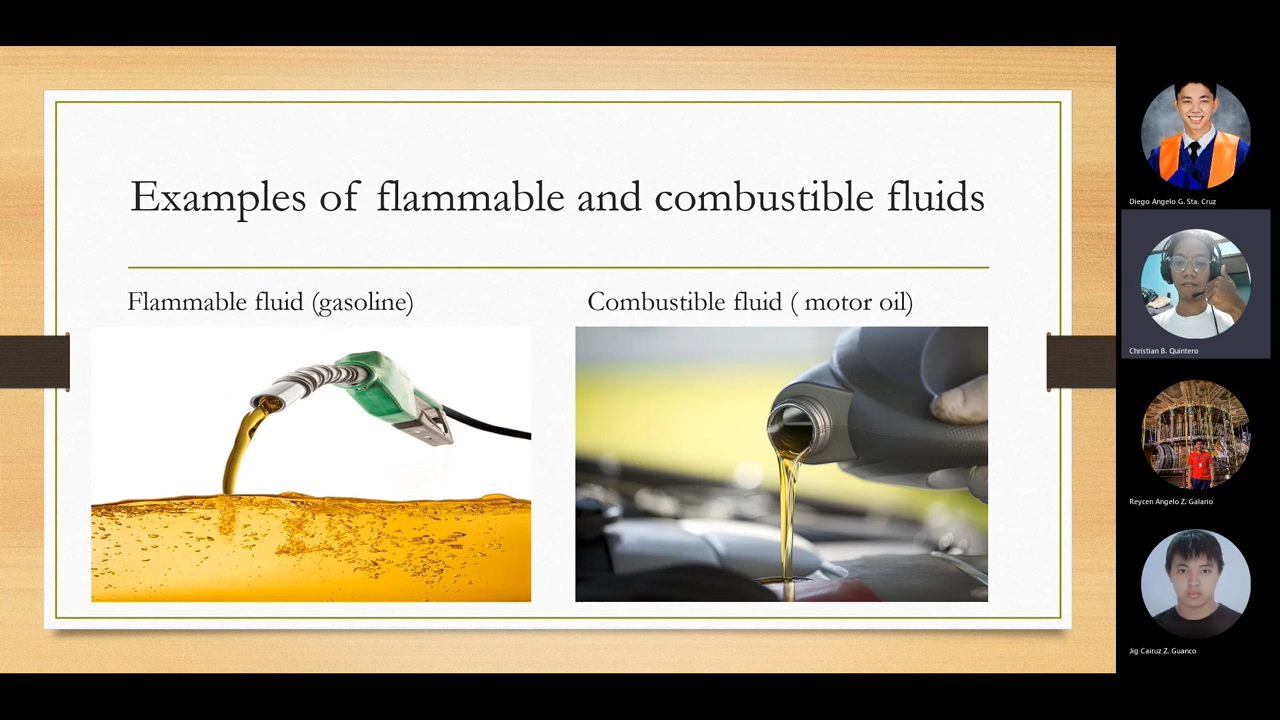 Examples of flammable and combustible fluids
Flammable fluid (gasoline)
Combustible fluid ( motor oil)
Diego Angelo G. Sta. Cruz
Christian B. Quintero
Reycen Angelo Z. Galario
Jig Cairuz Z. Guanco